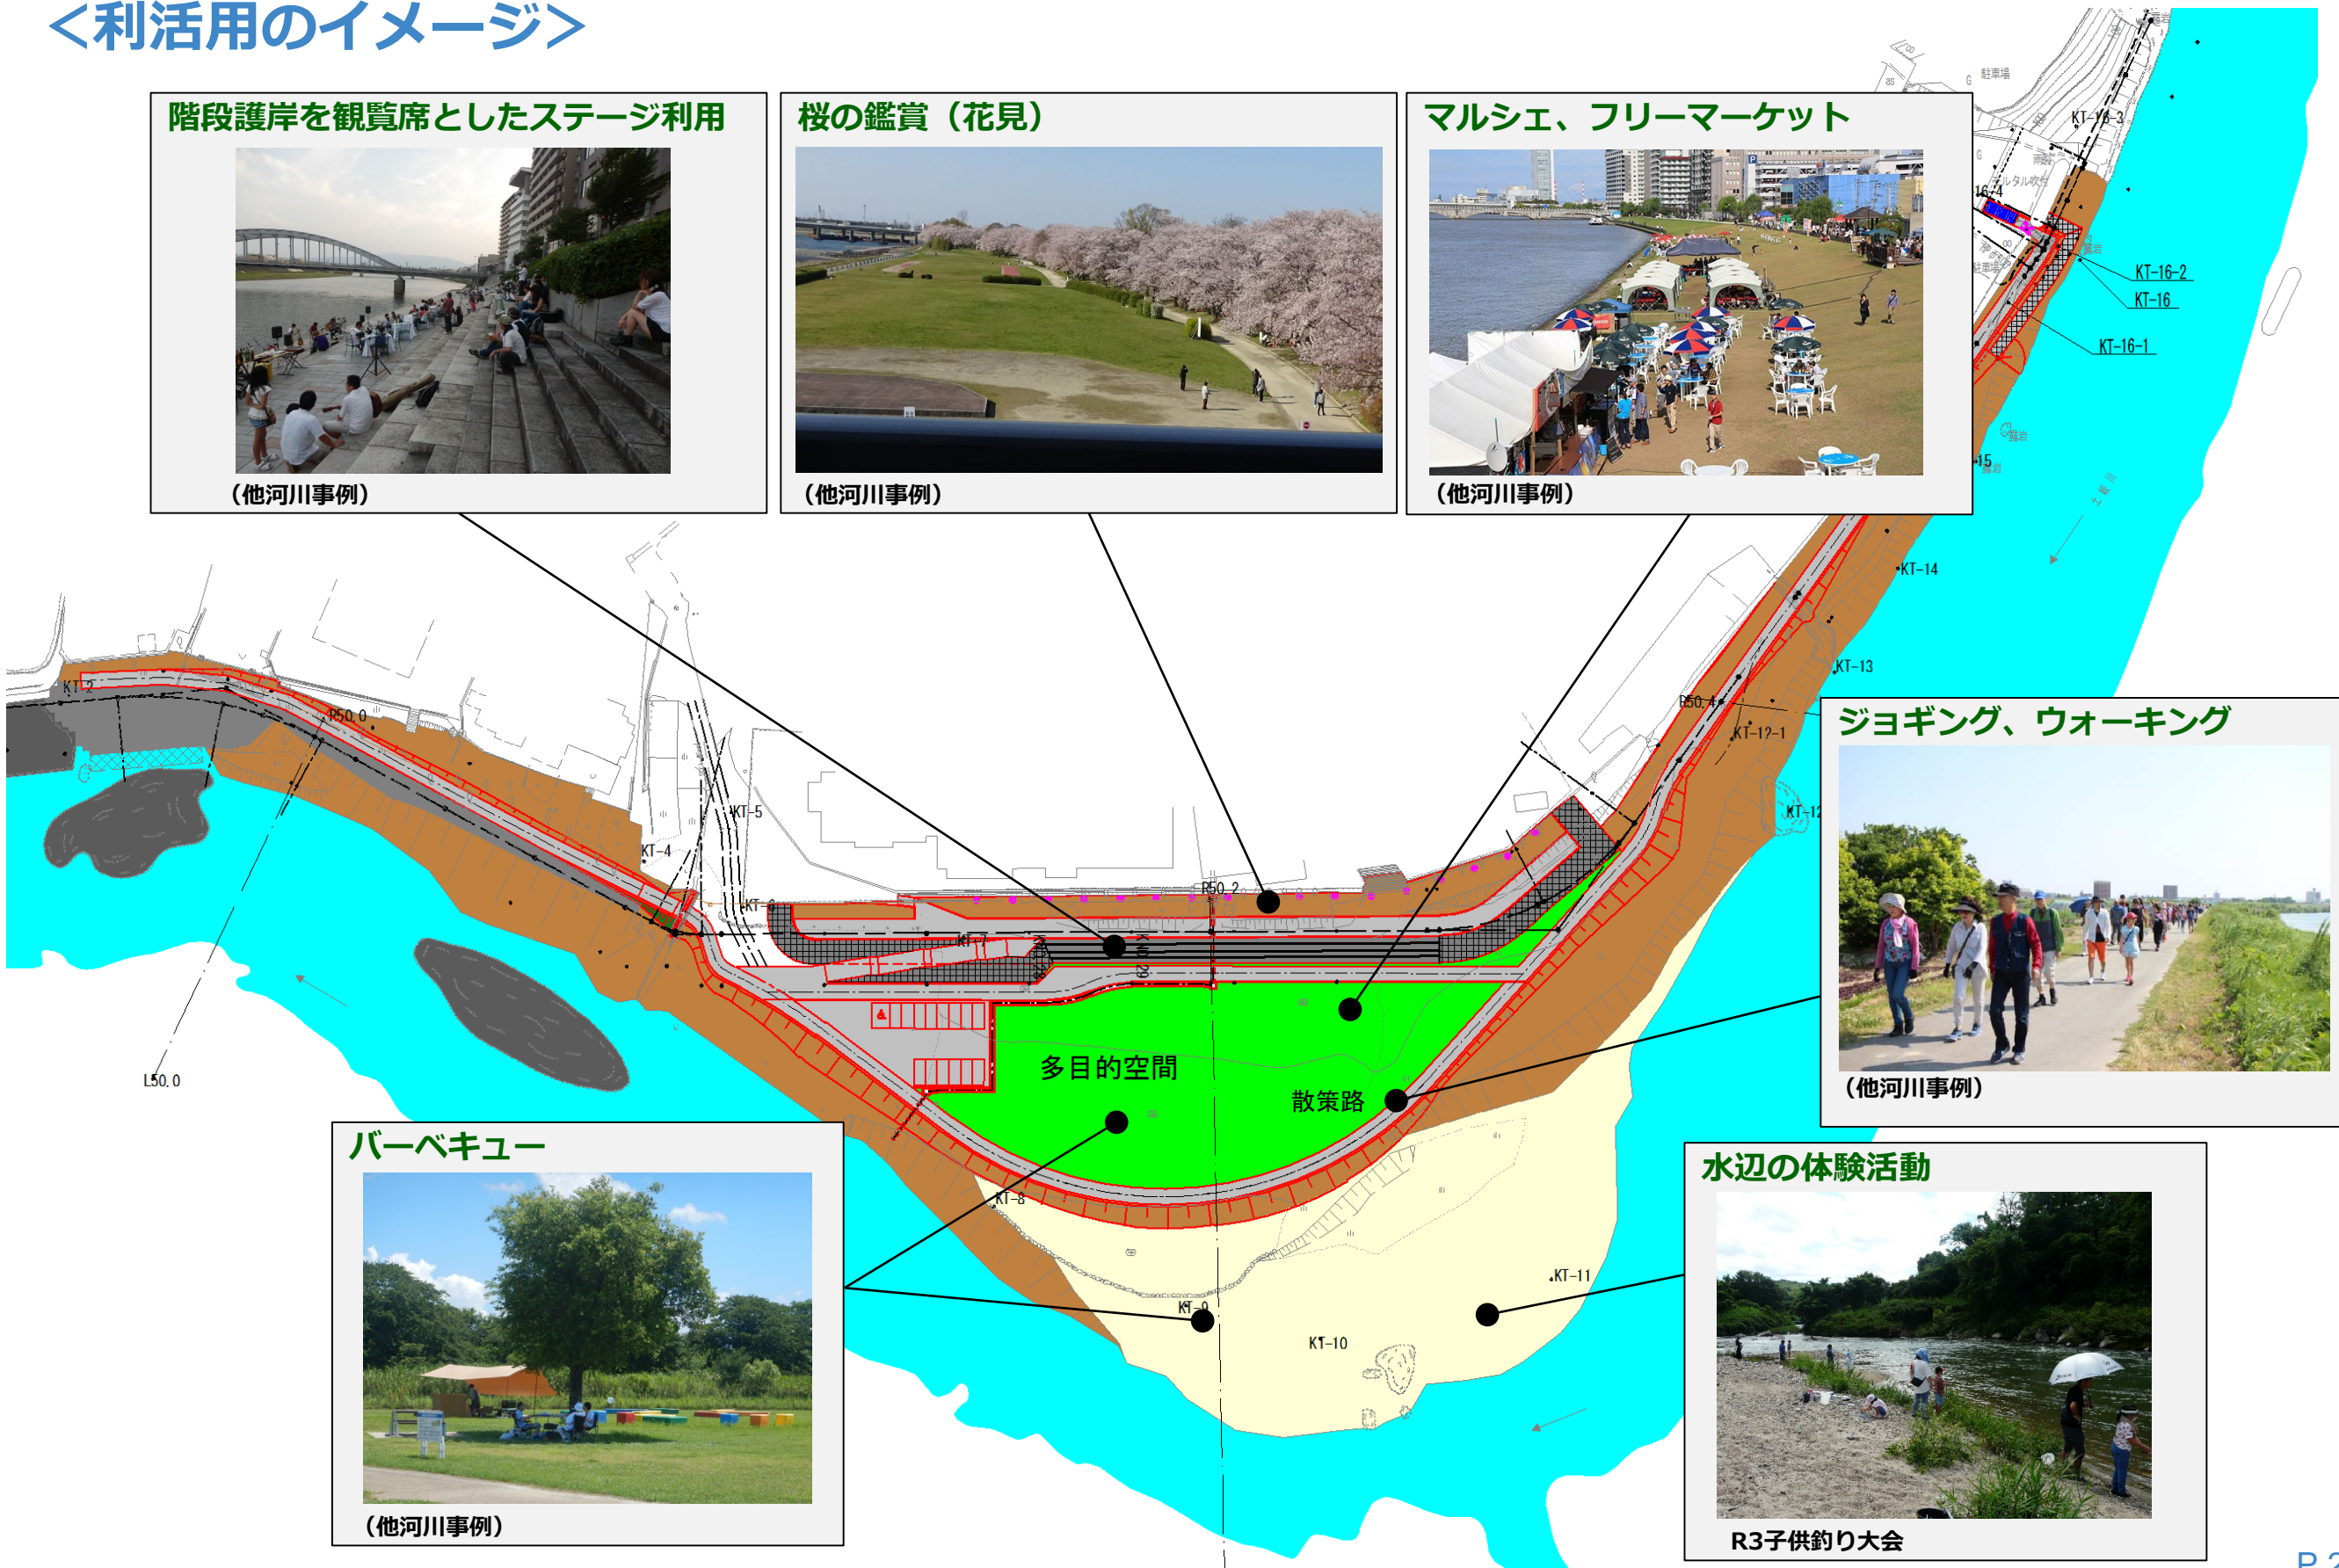 ＜利活用のイメージ＞
階段護岸を観覧席としたステージ利用
（他河川事例）
桜の鑑賞（花見）
（他河川事例）
マルシェ、フリーマーケット
（他河川事例）
駐車場
KT-16-3
KT-16-2
KT-16
KT-16-1
土岐川
KT-14
KT-13
R50.4
KT-12-1
KT-12
KT-2
R50.0
KT-5
KT-4
KT-6
R50.2
KT-7
L50.0
多目的空間
散策路
ジョギング、ウォーキング
（他河川事例）
KT-8
KT-9
KT-10
KT-11
バーベキュー
（他河川事例）
水辺の体験活動
R3子供釣り大会